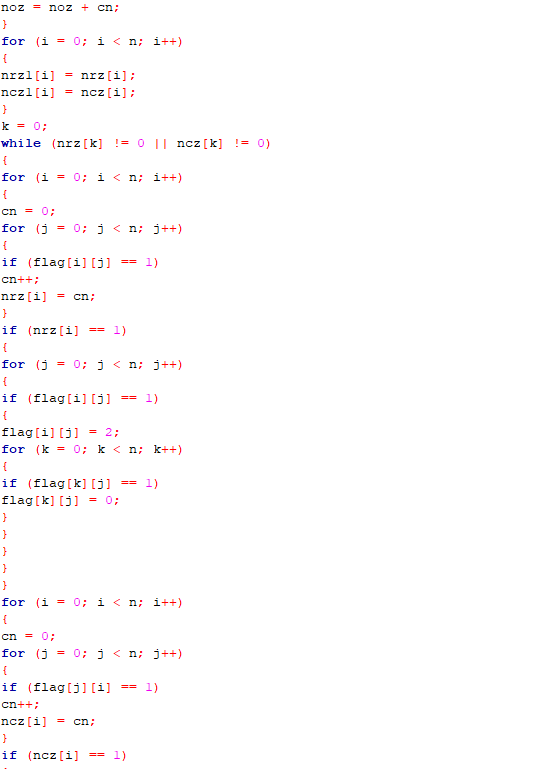 noz = noz + cn;
}
for (i = 0; i < n; i++)
{
nrz1[i] = nrz[i];
ncz1[i] = ncz[i];
}
k = 0;
while (nrz[k] != 0 || ncz[k] != 0)
{
for (i = 0; i < n; i++)
{
cn = 0;
for (j = 0; j < n; j++)
{
if (flag[i][j] == 1)
cn++;
nrz[i] = cn;
}
if (nrz[i] == 1)
{
for (j = 0; j < n; j++)
{
if (flag[i][j] == 1)
{
flag[i][j] = 2;
for (k = 0; k < n; k++)
{
if (flag[k][j] == 1)
flag[k][j] = 0;
}
}
}
}
}
for (i = 0; i < n; i++)
{
cn = 0;
for (j = 0; j < n; j++)
{
if (flag[j][i] == 1)
cn++;
ncz[i] = cn;
}
if (ncz[i] == 1)